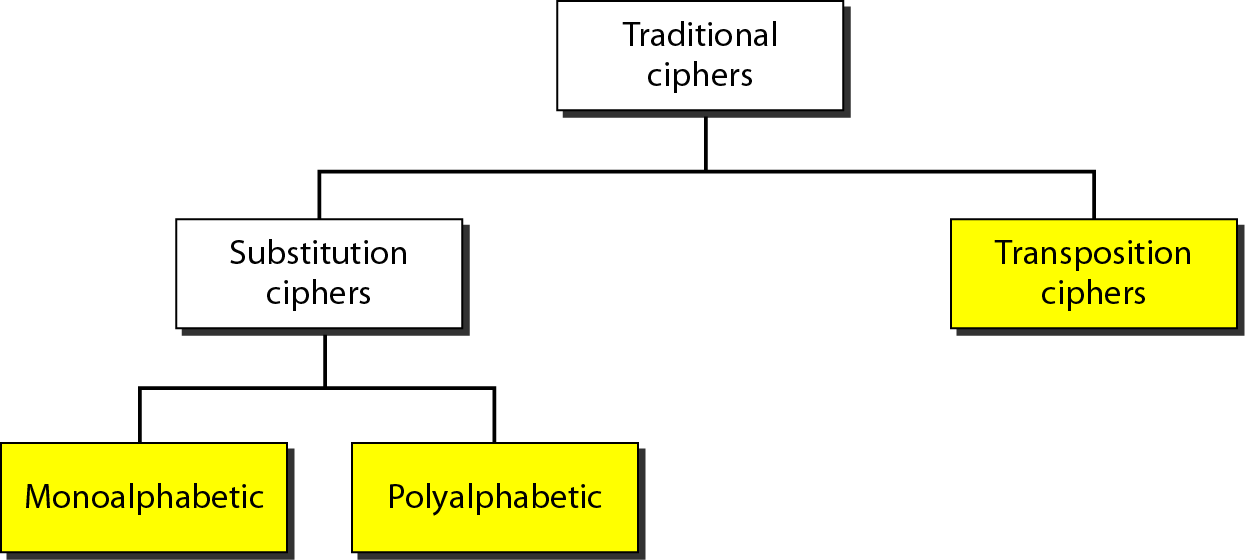 Traditional
ciphers
Substitution
ciphers
Transposition
ciphers
Monoalphabetic
Polyalphabetic